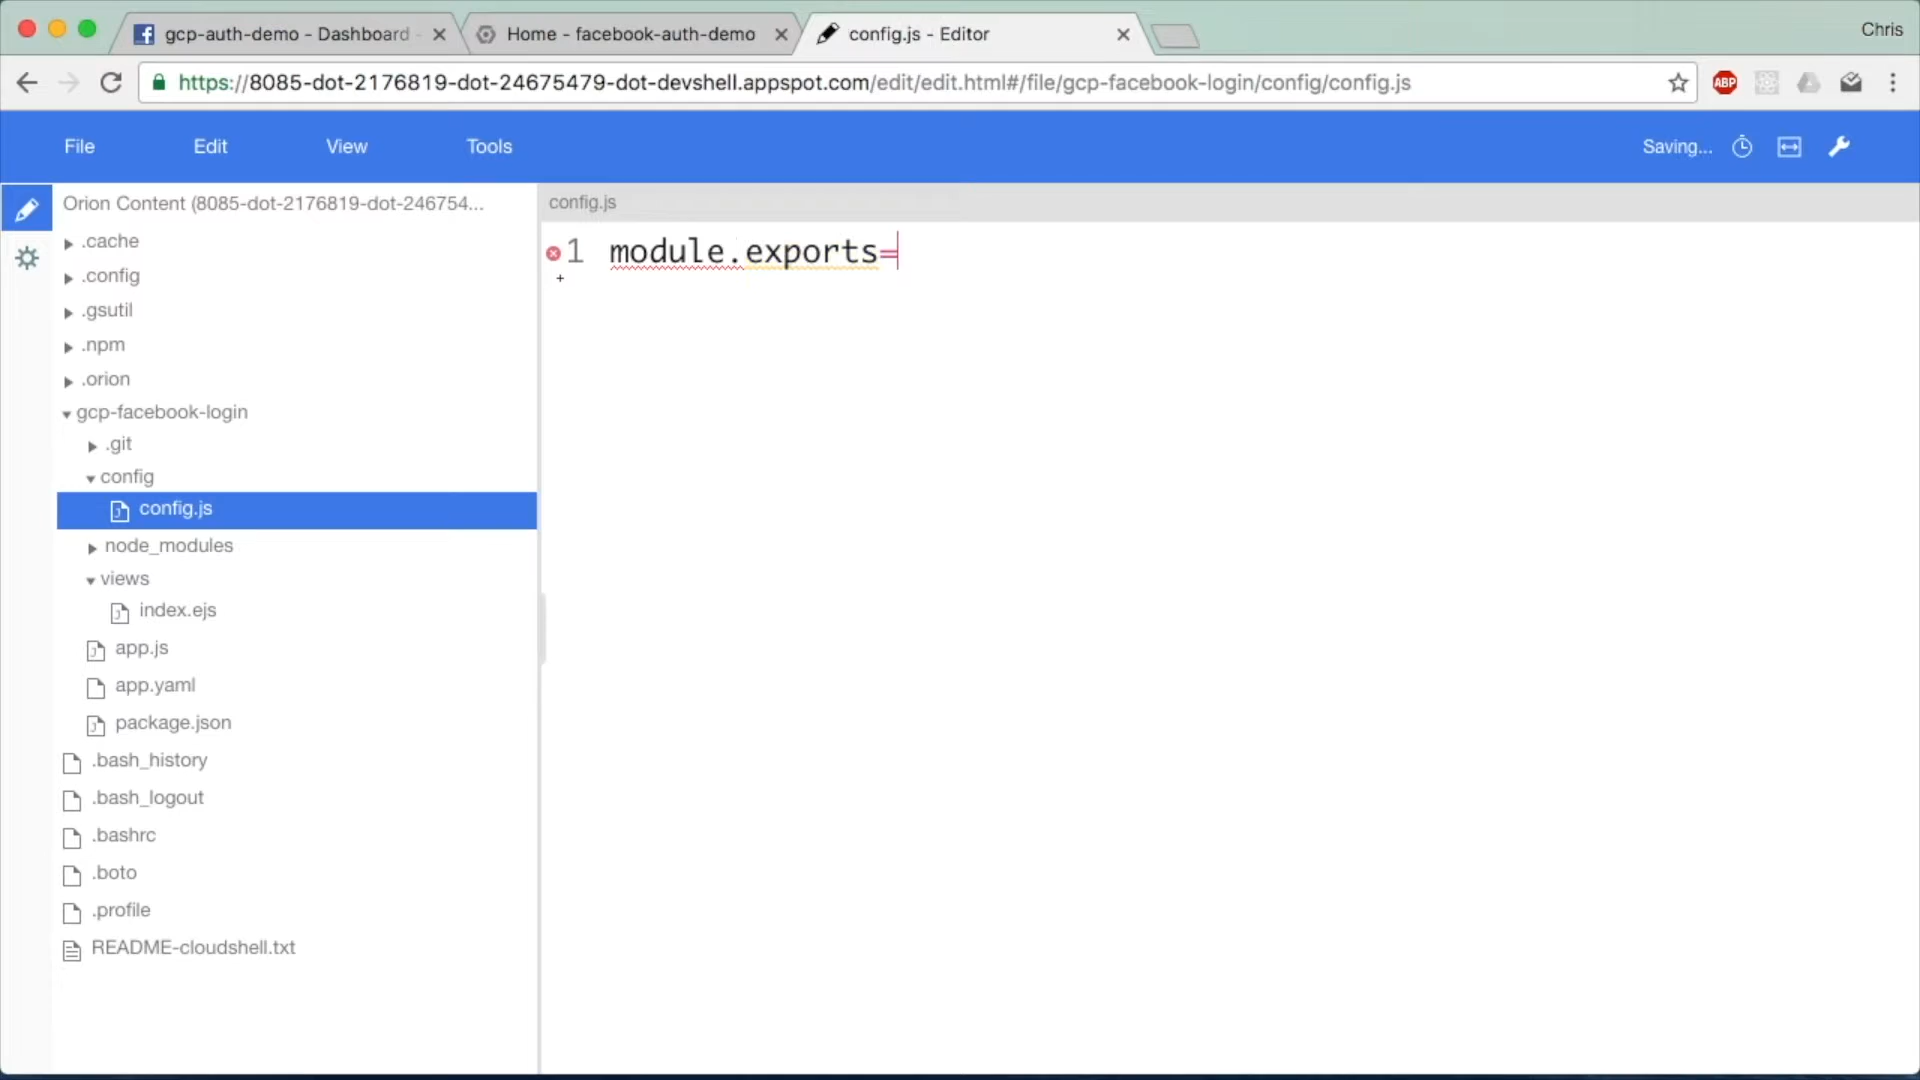 gcp-auth-demo - Dashboard -
Home - facebook-auth-demo
config.js - Editor
Chris
https://8085-dot-2176819-dot-24675479-dot-devshell.appspot.com/edit/edit.html#/file/gcp-facebook-login/config/config.js
ABP
File
Edit
View
Tools
Saving...
Orion Content (8085-dot-2176819-dot-246754...
config.js
1 module.exports=
.cache
.config
.gsutil
.npm
.orion
gcp-facebook-login
.git
config
config.js
node_modules
views
index.ejs
app.js
app.yaml
package.json
.bash_history
.bash_logout
.bashrc
.boto
.profile
README-cloudshell.txt